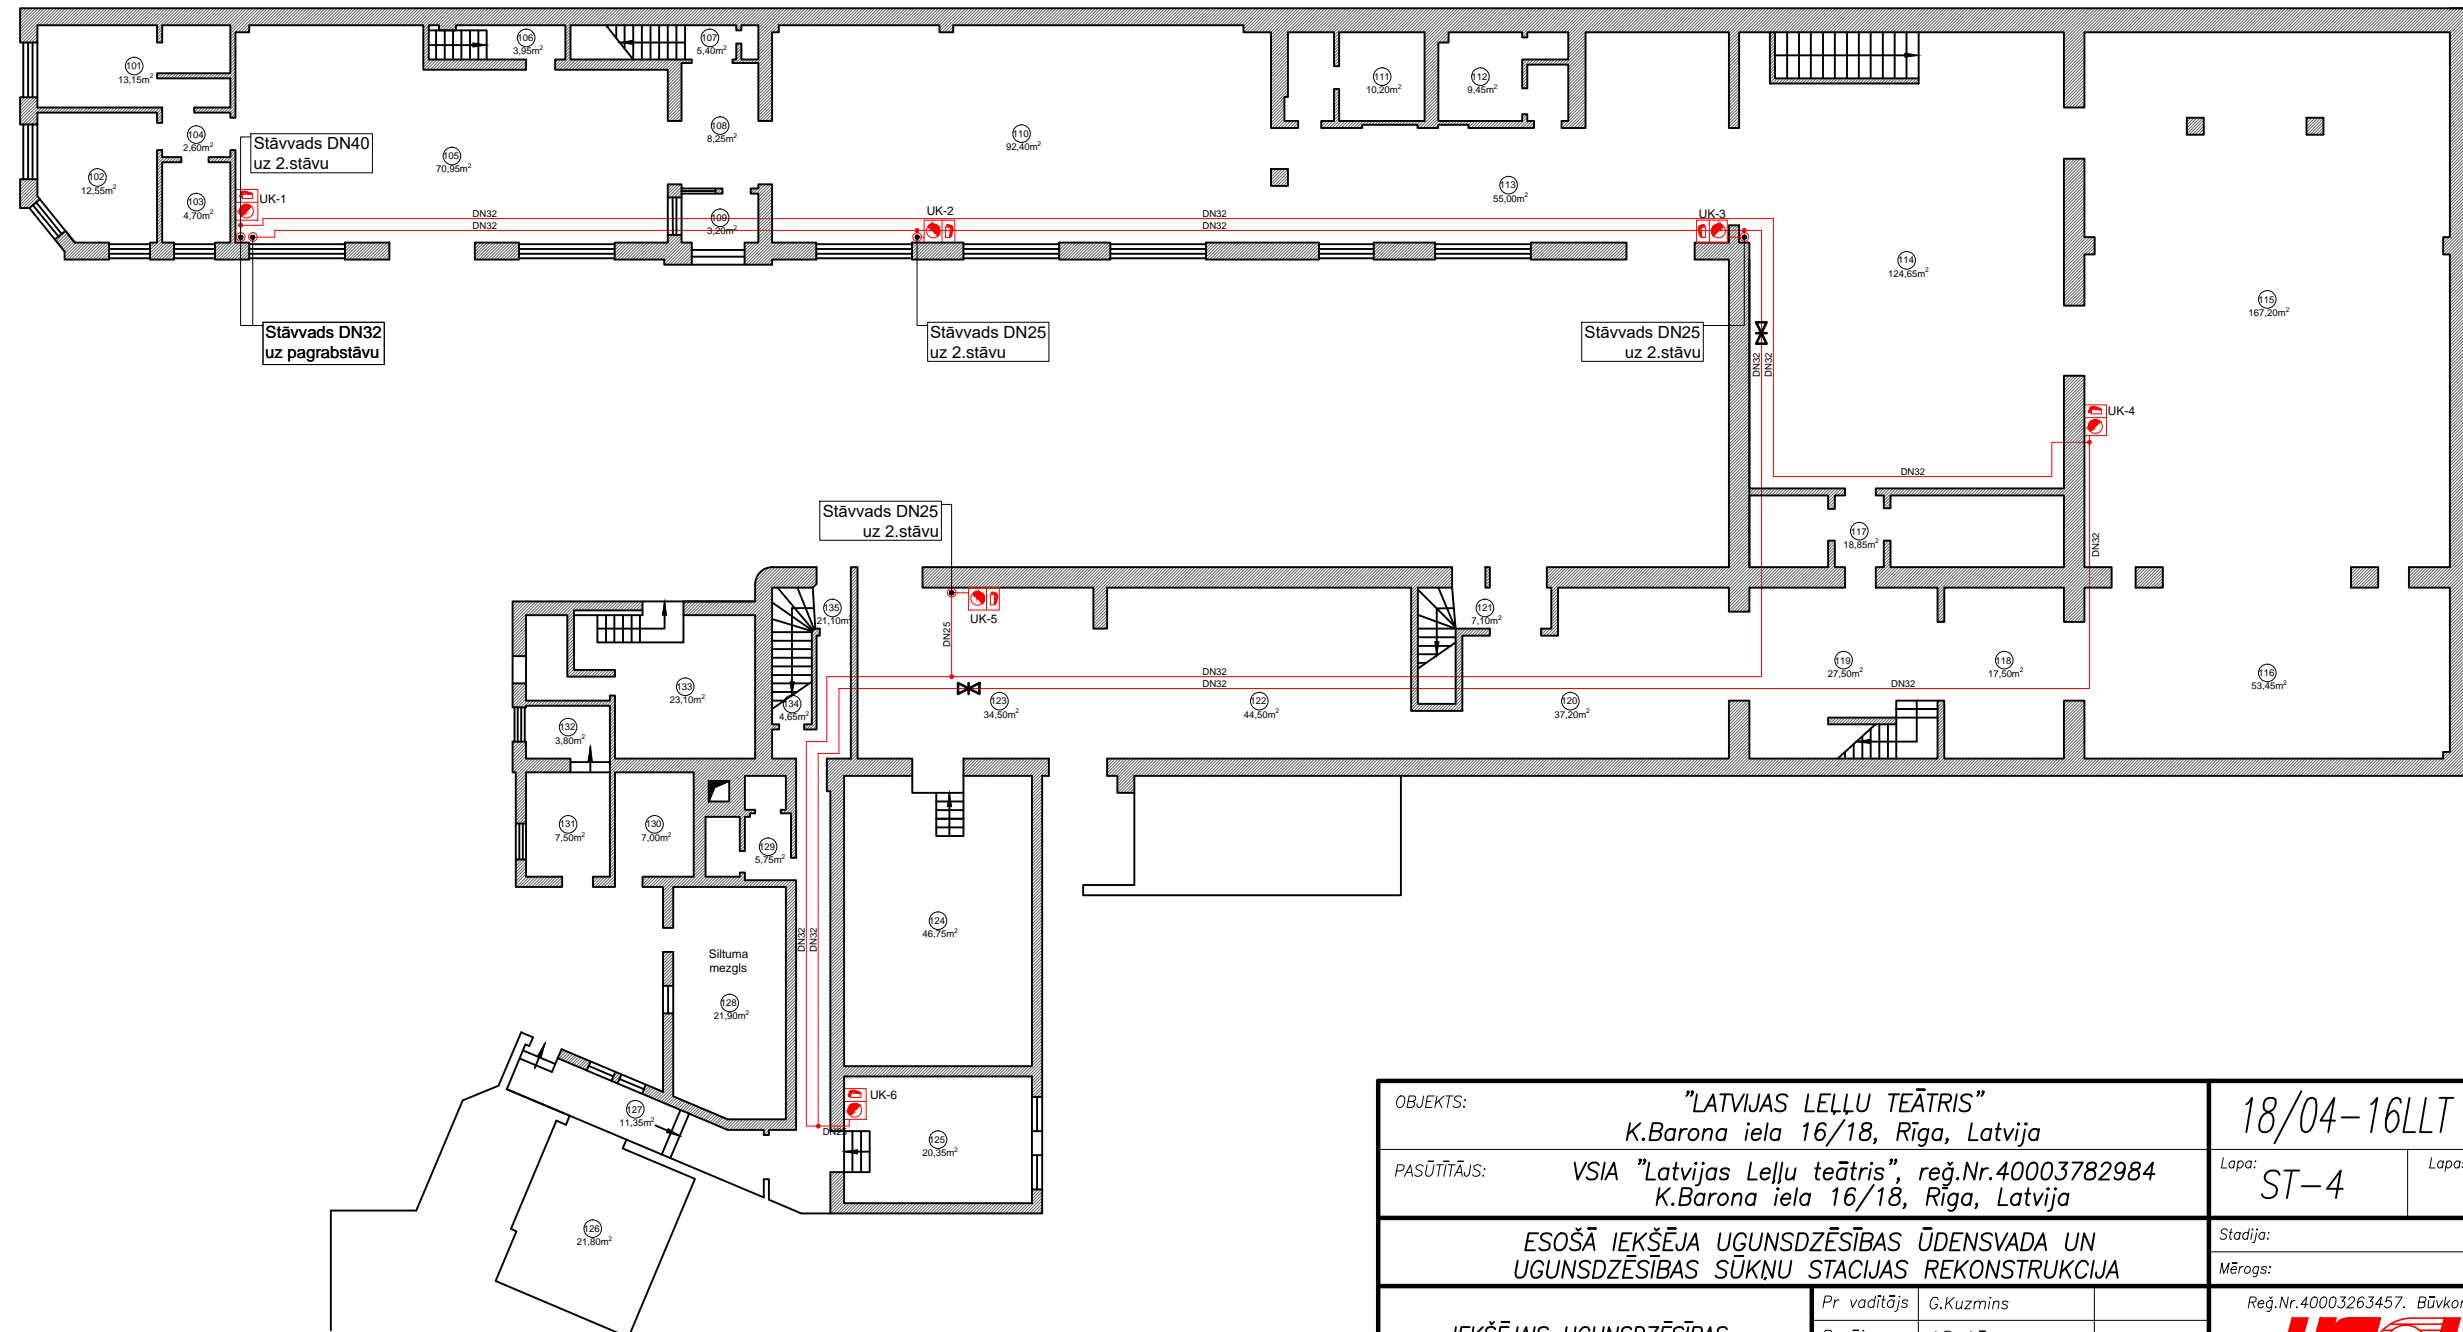 101
13,15m²
102
12,55m²
103
4,70m²
104
2,60m²
105
70,95m²
106
3,95m²
107
5,40m²
108
8,25m²
109
3,20m²
110
92,40m²
111
10,20m²
112
9,45m²
113
55,00m²
114
124,65m²
115
167,20m²
Stāvvads DN40
uz 2.stāvu
UK-1
DN32
DN32
UK-2
DN32
DN32
UK-3
Stāvvads DN32
uz pagrabstāvu
Stāvvads DN25
uz 2.stāvu
Stāvvads DN25
uz 2.stāvu
DN32
DN32
UK-4
DN32
DN32
Stāvvads DN25
uz 2.stāvu
UK-5
DN25
117
18,85m²
121
7,10m²
135
21,10m²
133
23,10m²
134
4,65m²
132
3,80m²
123
34,50m²
122
44,50m²
120
37,20m²
119
27,50m²
118
17,50m²
116
53,45m²
DN32
DN32
DN32
131
7,50m²
130
7,00m²
129
5,75m²
124
46,75m²
DN32
DN32
Siltuma
mezgls
128
21,90m²
127
11,35m²
UK-6
DN25
125
20,35m²
126
21,80m²
OBJEKTS:
"LATVIJAS LEĻĻU TEĀTRIS"
K.Barona iela 16/18, Rīga, Latvija
18/04-16LLT
PASŪTĪTĀJS:
VSIA "Latvijas Leļļu teātris", reģ.Nr.40003782984
K.Barona iela 16/18, Rīga, Latvija
Lapa:
ST-4
ESOŠĀ IEKŠĒJA UGUNSDZĒSĪBAS ŪDENSVADA UN
UGUNSDZĒSĪBAS SŪKŅU STACIJAS REKONSTRUKCIJA
Stadija:
Mērogs:
Pr vadītājs
G.Kuzmins
Reģ.Nr.40003263457.
IEKŠĒJAIS UGUNSDZĒSĪBAS